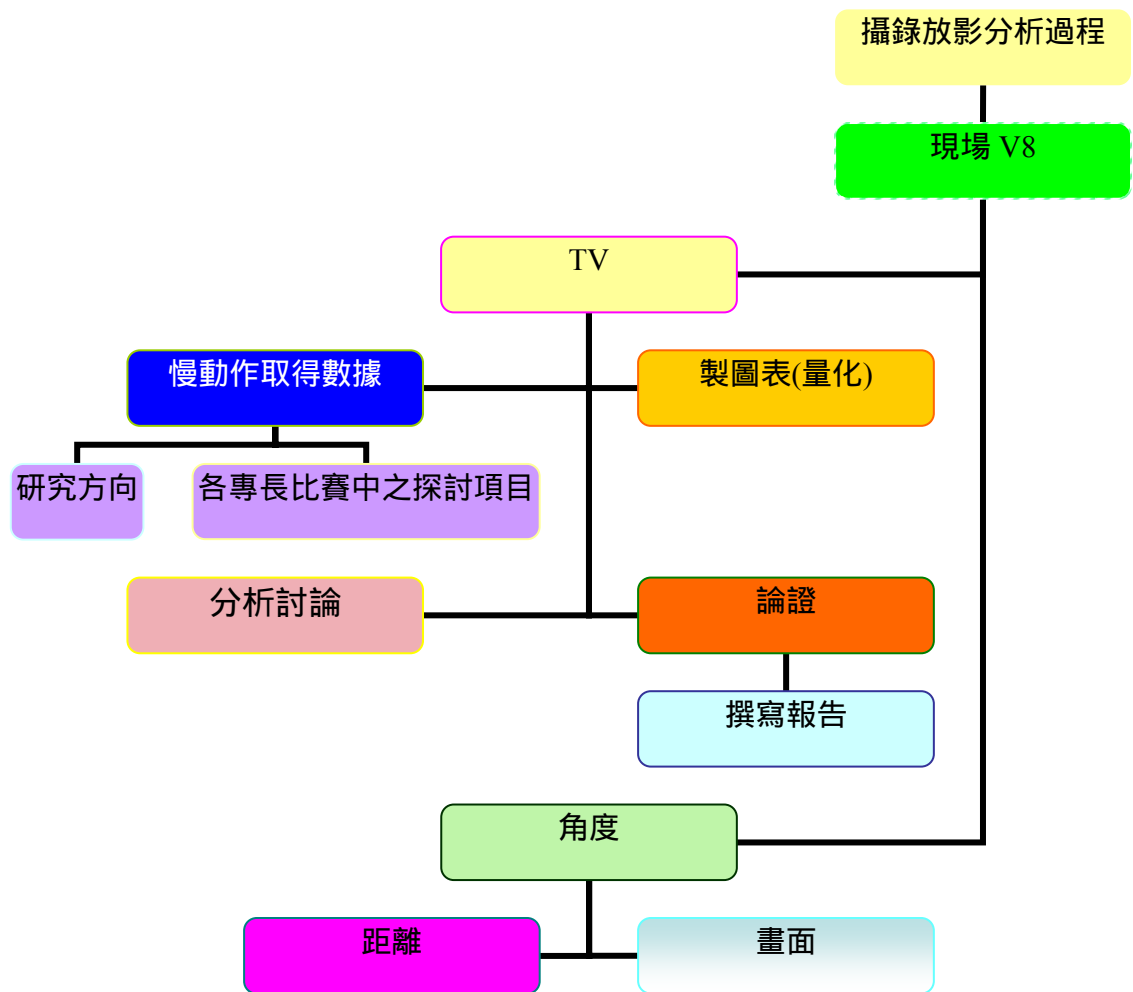 攝錄放影分析過程
現場 V8
TV
慢動作取得數據
製圖表(量化)
研究方向
各專長比賽中之探討項目
分析討論
論證
撰寫報告
角度
距離
畫面